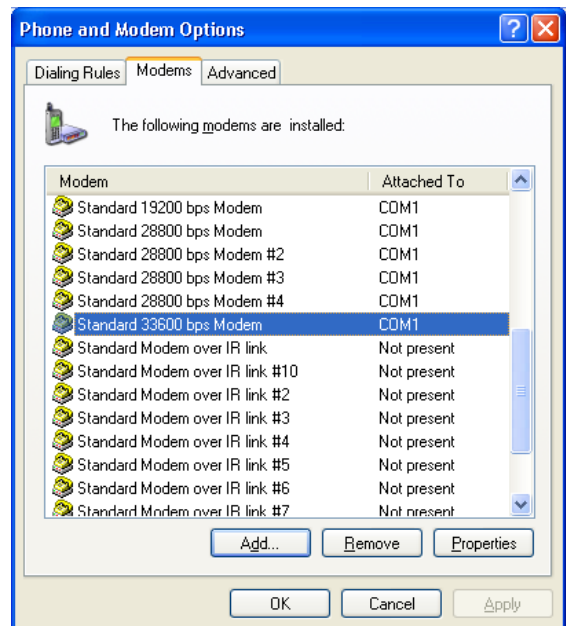 Phone and Modem Options
Dialing Rules Modems Advanced
The following modems are installed:
Modem Attached To
Standard 19200 bps Modem COM1
Standard 28800 bps Modem COM1
Standard 28800 bps Modem #2 COM1
Standard 28800 bps Modem #3 COM1
Standard 28800 bps Modem #4 COM1
Standard 33600 bps Modem COM1
Standard Modem over IR link Not present
Standard Modem over IR link #10 Not present
Standard Modem over IR link #2 Not present
Standard Modem over IR link #3 Not present
Standard Modem over IR link #4 Not present
Standard Modem over IR link #5 Not present
Standard Modem over IR link #6 Not present
Standard Modem over IR link #7 Not present
Add... Remove Properties
OK Cancel Apply